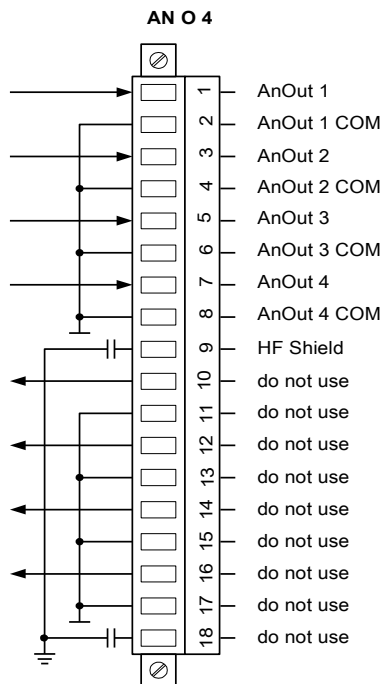 AN O 4
1 AnOut 1
2 AnOut 1 COM
3 AnOut 2
4 AnOut 2 COM
5 AnOut 3
6 AnOut 3 COM
7 AnOut 4
8 AnOut 4 COM
9 HF Shield
10 do not use
11 do not use
12 do not use
13 do not use
14 do not use
15 do not use
16 do not use
17 do not use
18 do not use